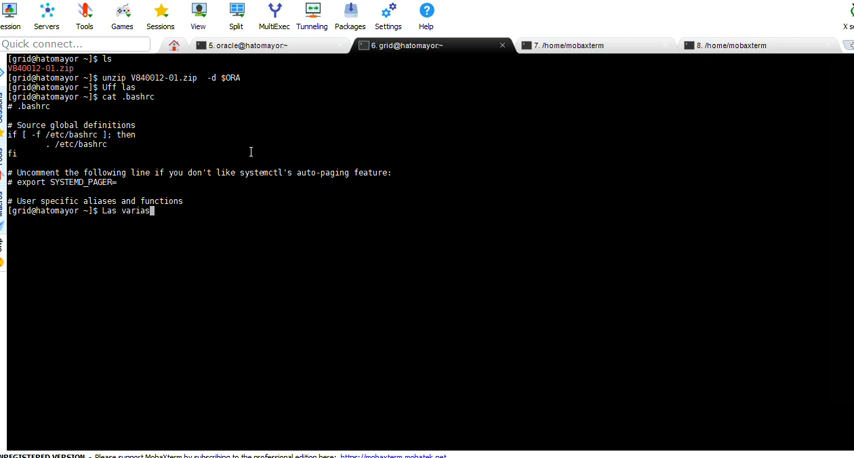 ession Servers Tools Games Sessions View Split MultiExec Tunneling Packages Settings Help X se
Quick connect...
5. oracle@hatomayor:~
6. grid@hatomayor:~
7. /home/mobaxterm
8. /home/mobaxterm
[grid@hatomayor ~]$ ls
V840012-01.zip
[grid@hatomayor ~]$ unzip V840012-01.zip  -d $ORA
[grid@hatomayor ~]$ Uff las
[grid@hatomayor ~]$ cat .bashrc
# .bashrc
# Source global definitions
if [ -f /etc/bashrc ]; then
        . /etc/bashrc
fi
# Uncomment the following line if you don't like systemctl's auto-paging feature:
# export SYSTEMD_PAGER=
# User specific aliases and functions
[grid@hatomayor ~]$ Las varias
NREGISTERED VERSION - Please support MobaXterm by subscribing to the professional edition here: https://mobaxterm.mobatek.net